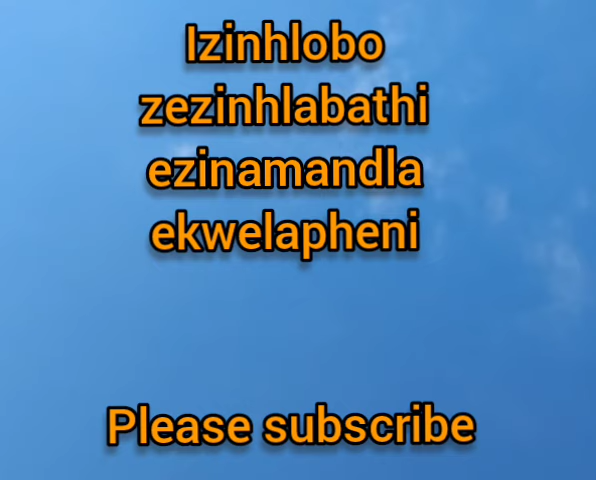 Izinhlobo
zezinhlabathi
ezinamandla
ekwelapheni
Please subscribe